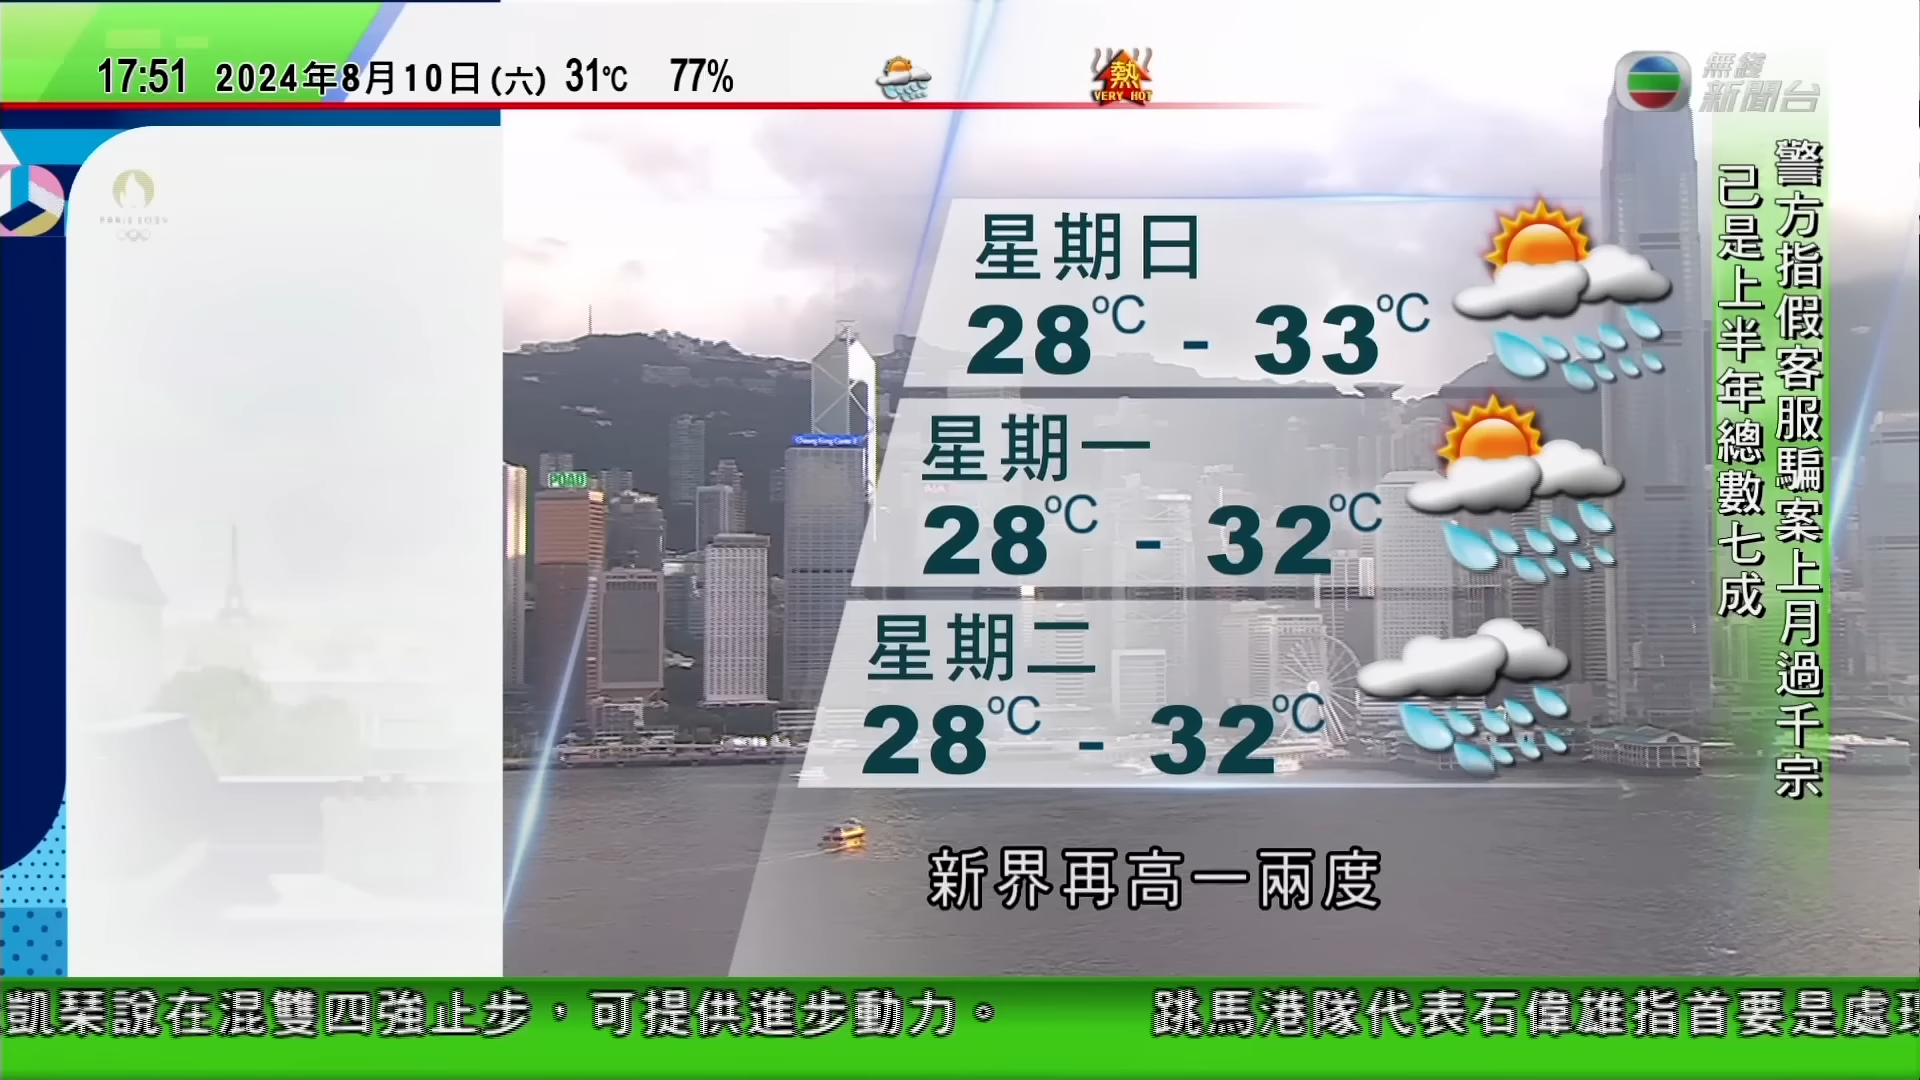 17:51 2024年8月10日(六) 31℃ 77%
熱
VERY HOT
無綫
新聞台
PARIS 2024
星期日
28℃ - 33℃
星期一
28℃ - 32℃
星期二
28℃ - 32℃
新界再高一兩度
警方指假客服騙案上月過千宗
已是上半年總數七成
凱琹說在混雙四強止步，可提供進步動力。 跳馬港隊代表石偉雄指首要是處理